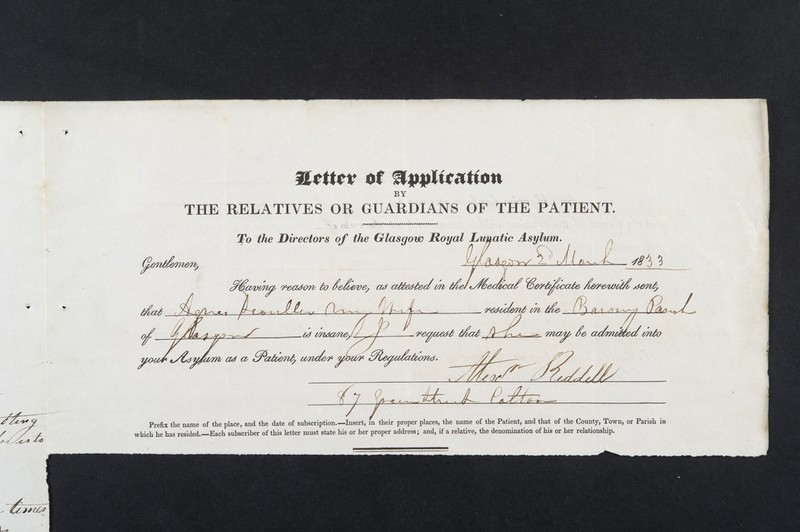 Letter of Application
BY
THE RELATIVES OR GUARDIANS OF THE PATIENT.
To the Directors of the Glasgow Royal Lunatic Asylum.
Glasgow 2d March 1833
Gentlemen,
Having reason to believe, as attested in the Medical Certificate herewith sent,
that Agnes my Wife resident in the Barony Parish
of Glasgow is insane, I request that she may be admitted into
your Asylum as a Patient, under your Regulations.
Alexr Riddell
87 Green Street Calton
Prefix the name of the place, and the date of subscription.—Insert, in their proper places, the name of the Patient, and that of the County, Town, or Parish in
which he has resided.—Each subscriber of this letter must state his or her proper address; and, if a relative, the denomination of his or her relationship.
times